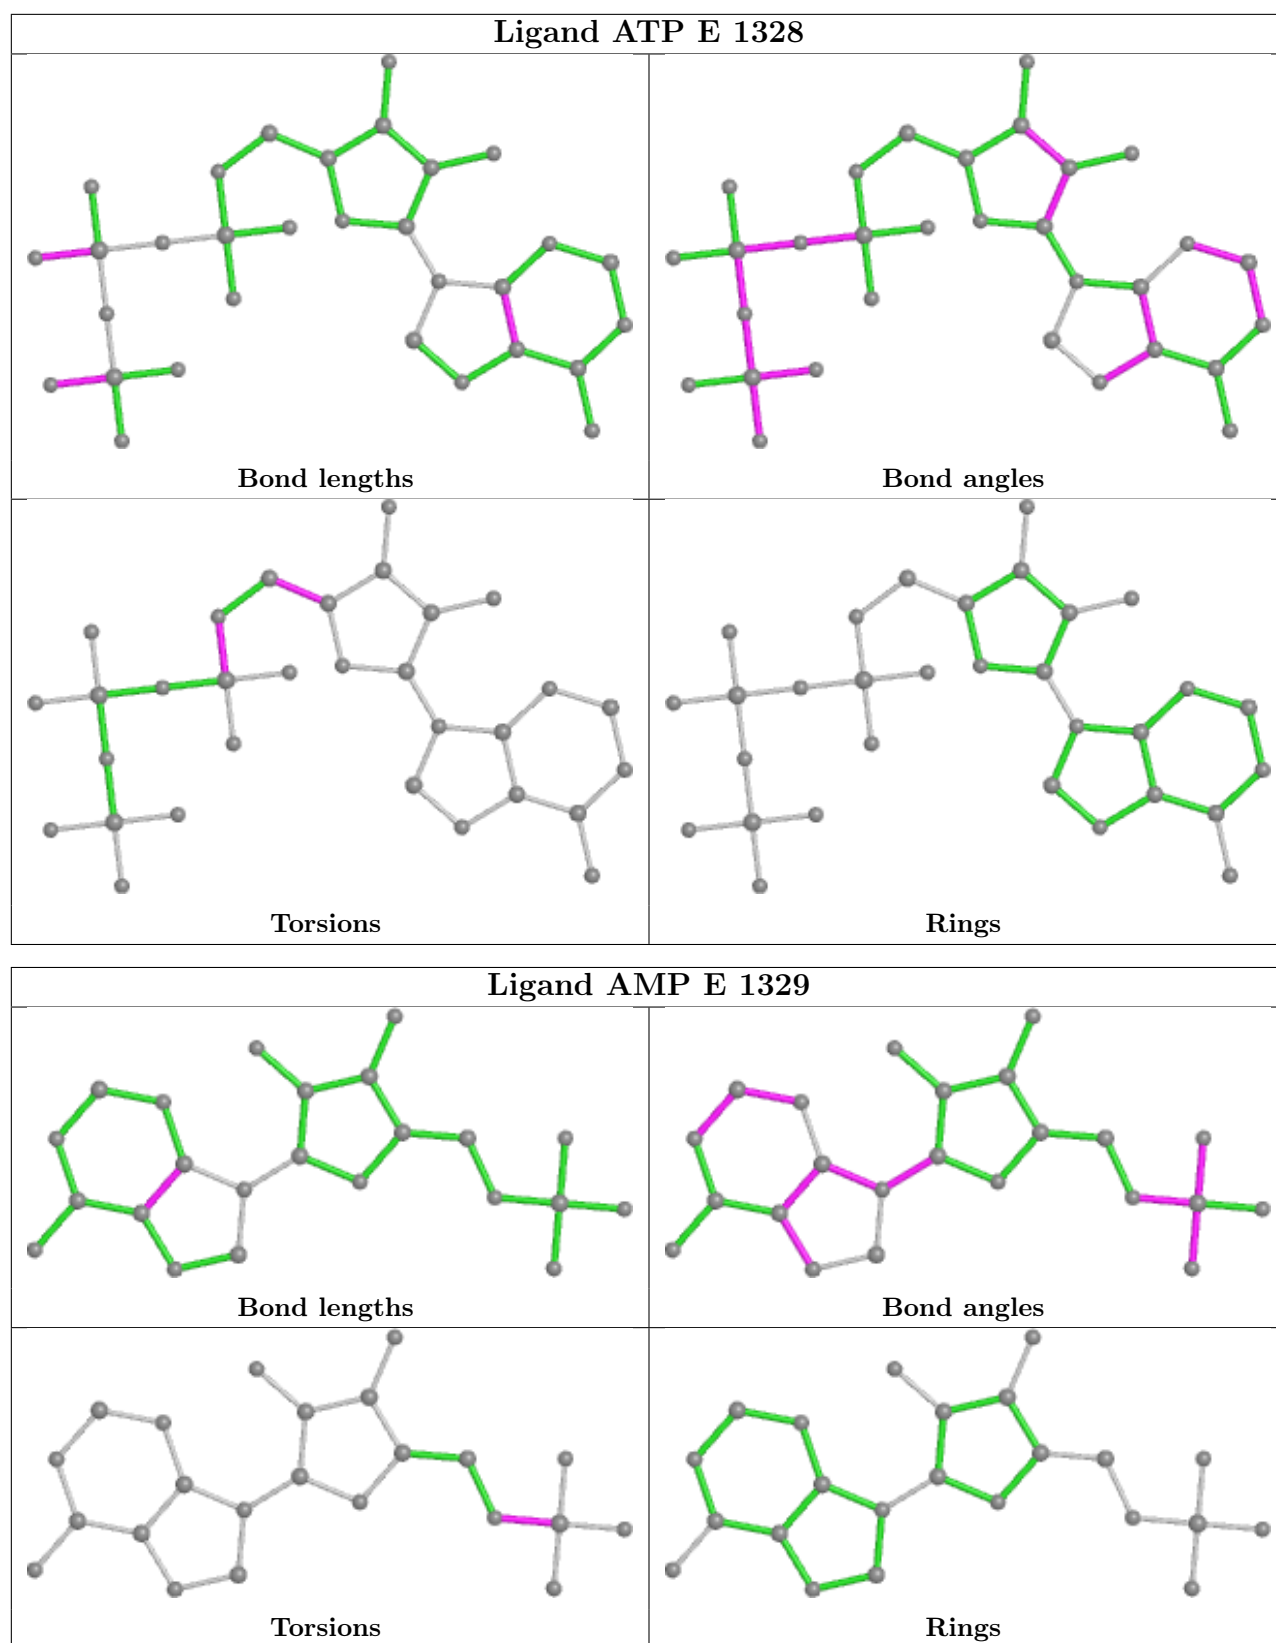 Ligand ATP E 1328
Bond lengths
Bond angles
Torsions
Rings
Ligand AMP E 1329
Bond lengths
Bond angles
Torsions
Rings